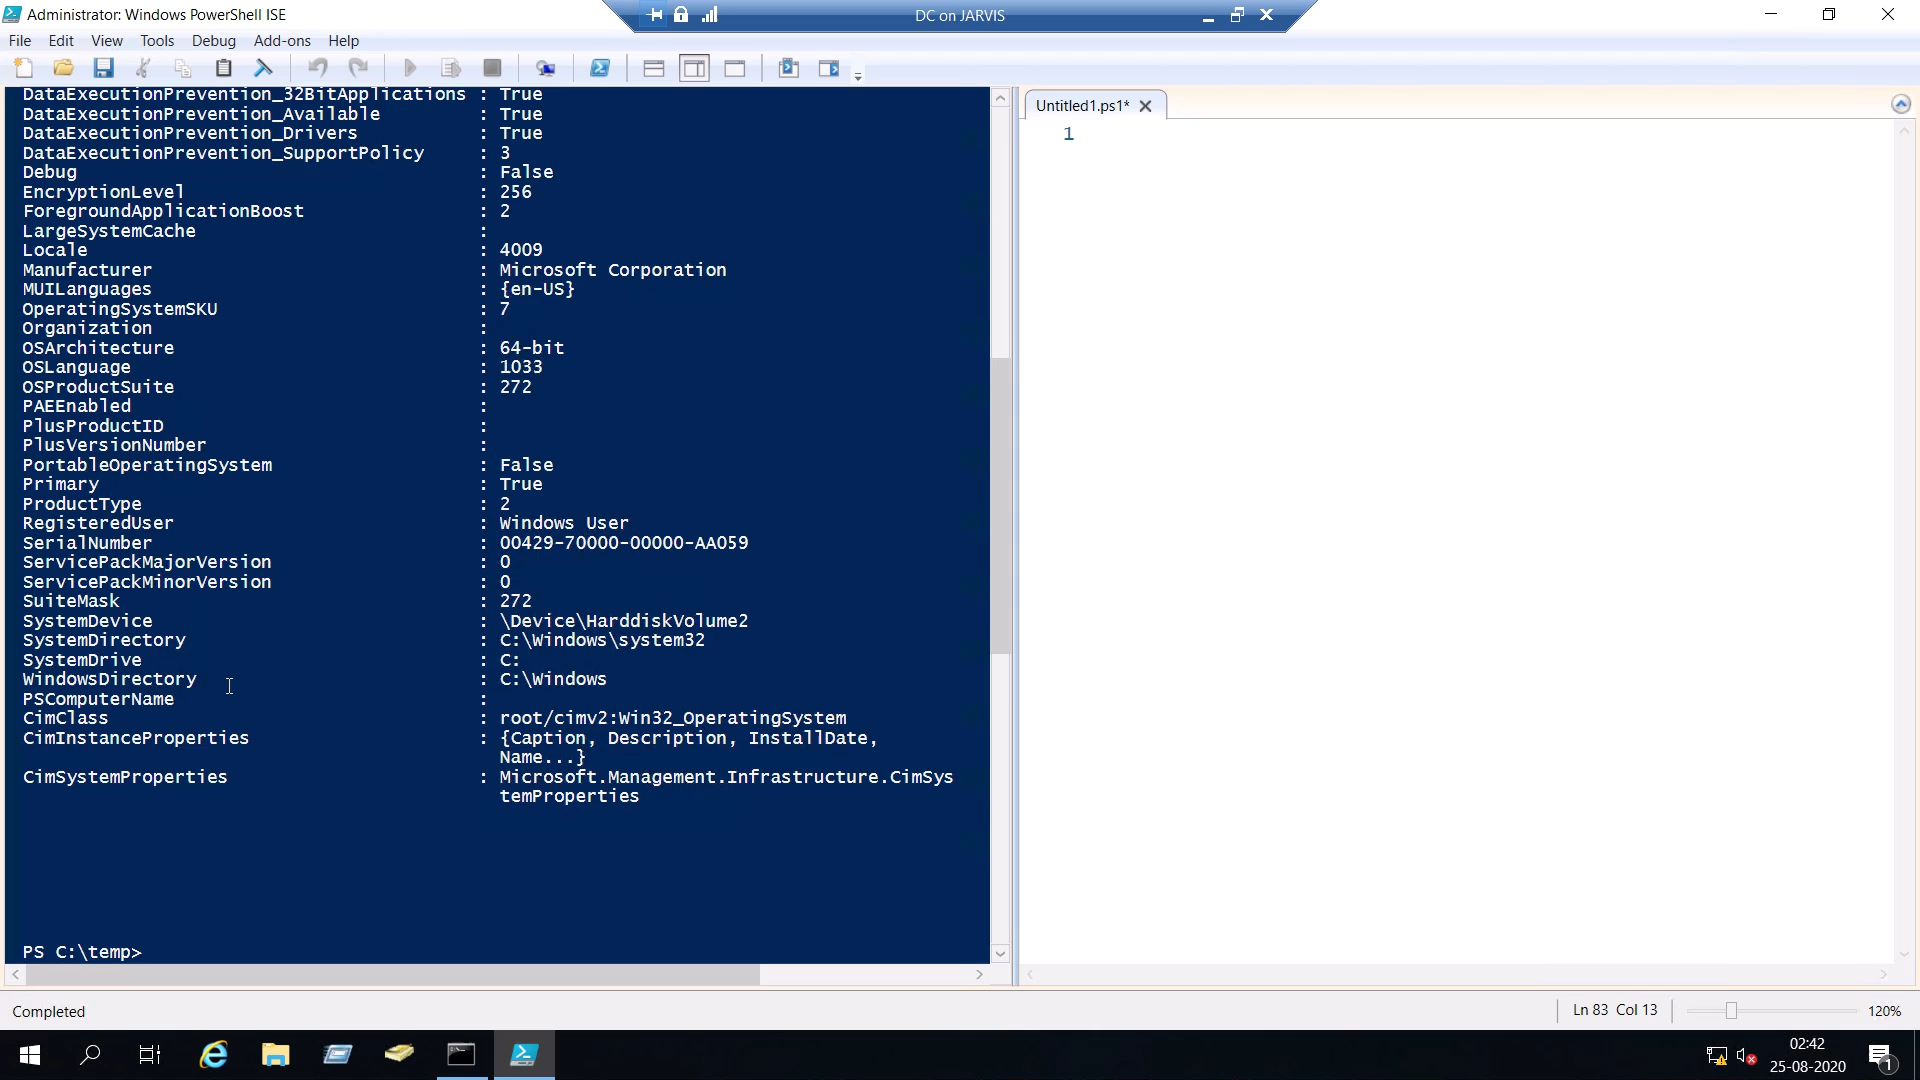 Administrator: Windows PowerShell ISE
DC on JARVIS
File Edit View Tools Debug Add-ons Help
DataExecutionPrevention_32BitApplications : True
DataExecutionPrevention_Available : True
DataExecutionPrevention_Drivers : True
DataExecutionPrevention_SupportPolicy : 3
Debug : False
EncryptionLevel : 256
ForegroundApplicationBoost : 2
LargeSystemCache :
Locale : 4009
Manufacturer : Microsoft Corporation
MUILanguages : {en-US}
OperatingSystemSKU : 7
Organization :
OSArchitecture : 64-bit
OSLanguage : 1033
OSProductSuite : 272
PAEEnabled :
PlusProductID :
PlusVersionNumber :
PortableOperatingSystem : False
Primary : True
ProductType : 2
RegisteredUser : Windows User
SerialNumber : 00429-70000-00000-AA059
ServicePackMajorVersion : 0
ServicePackMinorVersion : 0
SuiteMask : 272
SystemDevice : \Device\HarddiskVolume2
SystemDirectory : C:\Windows\system32
SystemDrive : C:
WindowsDirectory : C:\Windows
PSComputerName :
CimClass : root/cimv2:Win32_OperatingSystem
CimInstanceProperties : {Caption, Description, InstallDate,
Name...}
CimSystemProperties : Microsoft.Management.Infrastructure.CimSys
temProperties
PS C:\temp>
Untitled1.ps1*
1
Completed
Ln 83 Col 13
120%
02:42
25-08-2020
1